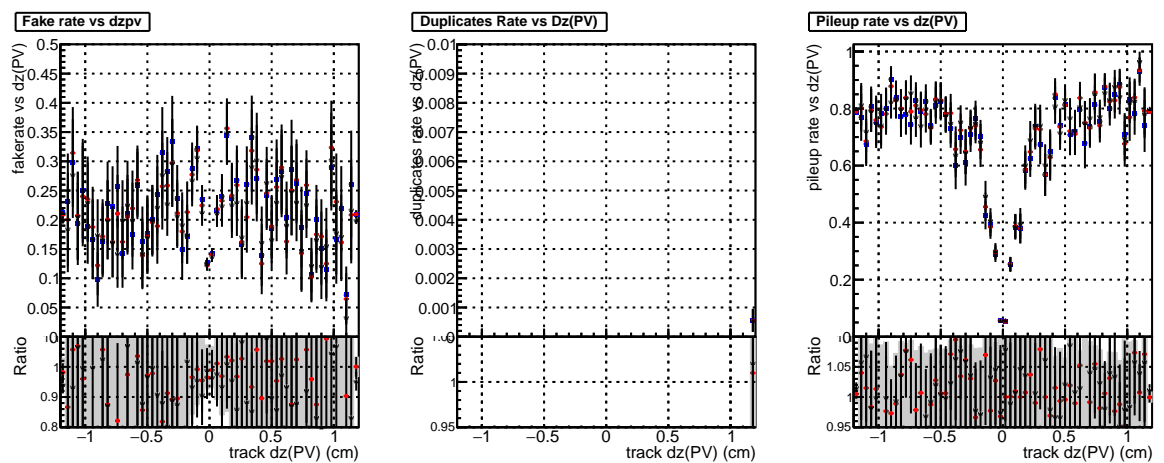 Fake rate vs dzpv
fakerate vs dz(PV)
0.5
0.45
0.4
0.35
0.3
0.25
0.2
0.15
0.1
0.05
Ratio
1
0.9
0.8
−1 −0.5 0 0.5 1
track dz(PV) (cm)
Duplicates Rate vs Dz(PV)
duplicates rate vs dz(PV)
0.01
0.009
0.008
0.007
0.006
0.005
0.004
0.003
0.002
0.001
0
Ratio
1
0.95
−1 −0.5 0 0.5 1
track dz(PV) (cm)
Pileup rate vs dz(PV)
pileup rate vs dz(PV)
1
0.8
0.6
0.4
0.2
0
Ratio
1.05
1
0.95
−1 −0.5 0 0.5 1
track dz(PV) (cm)